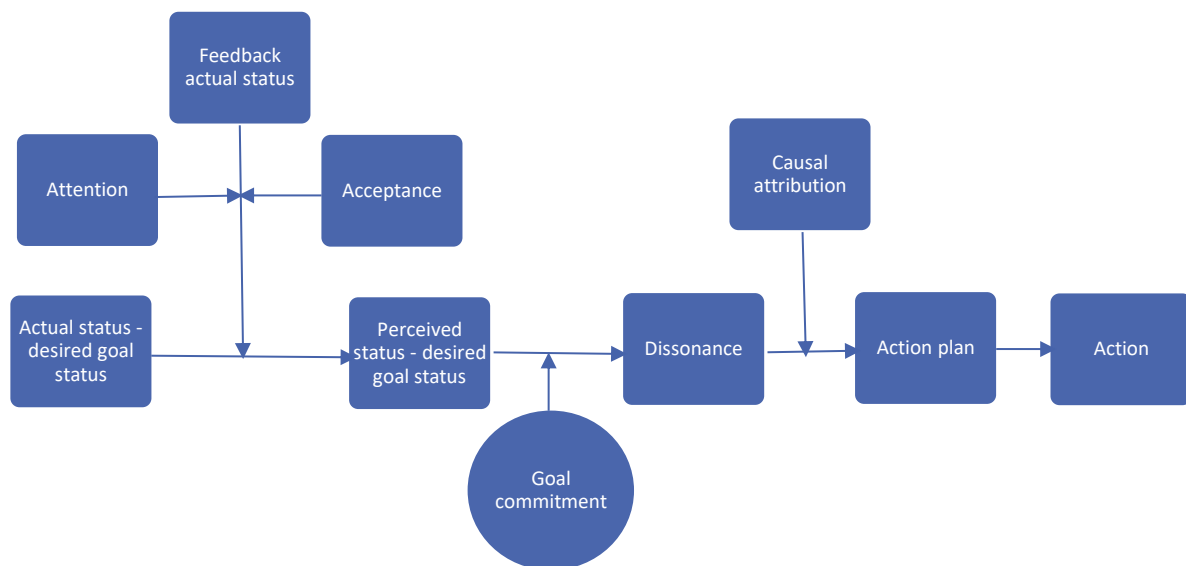 Feedback
actual status
Attention
Acceptance
Causal
attribution
Actual status -
desired goal
status
Perceived
status - desired
goal status
Dissonance
Action plan
Action
Goal
commitment